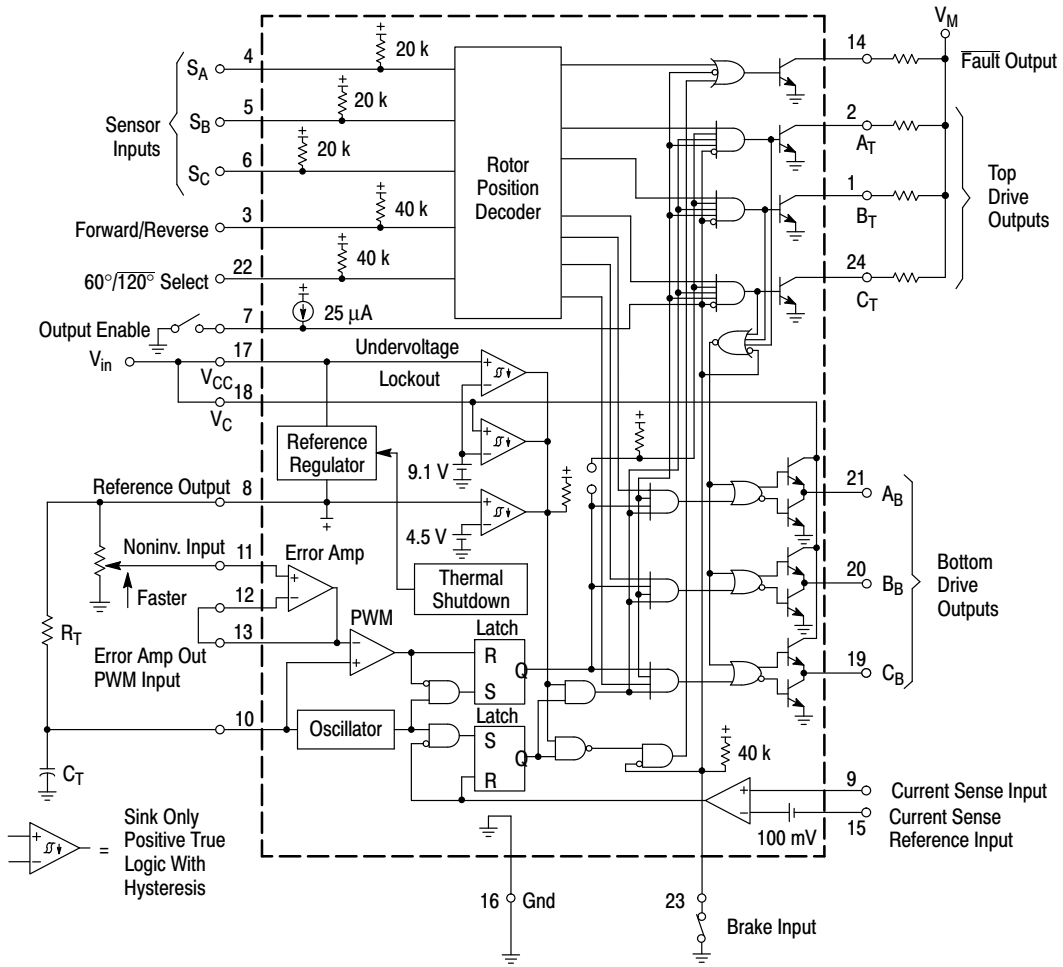 Sensor
Inputs
S_A
4
20 k
S_B
5
20 k
S_C
6
20 k
Forward/Reverse
3
40 k
60°/1̅2̅0̅°̅ Select
22
40 k
Output Enable
7
25 µA
V_in
17
V_CC
18
V_C
Undervoltage
Lockout
Rotor
Position
Decoder
V_M
14
F̅a̅u̅l̅t̅ Output
2
A_T
1
B_T
24
C_T
Top
Drive
Outputs
Reference
Regulator
9.1 V
Reference Output
8
4.5 V
Noninv. Input
11
Error Amp
Faster
12
13
Thermal
Shutdown
R_T
Error Amp Out
PWM Input
PWM
Latch
R
Q
S
10
Oscillator
Latch
S
Q
R
C_T
21
A_B
20
B_B
19
C_B
Bottom
Drive
Outputs
40 k
9
Current Sense Input
100 mV
15
Current Sense
Reference Input
=
Sink Only
Positive True
Logic With
Hysteresis
16
Gnd
23
Brake Input